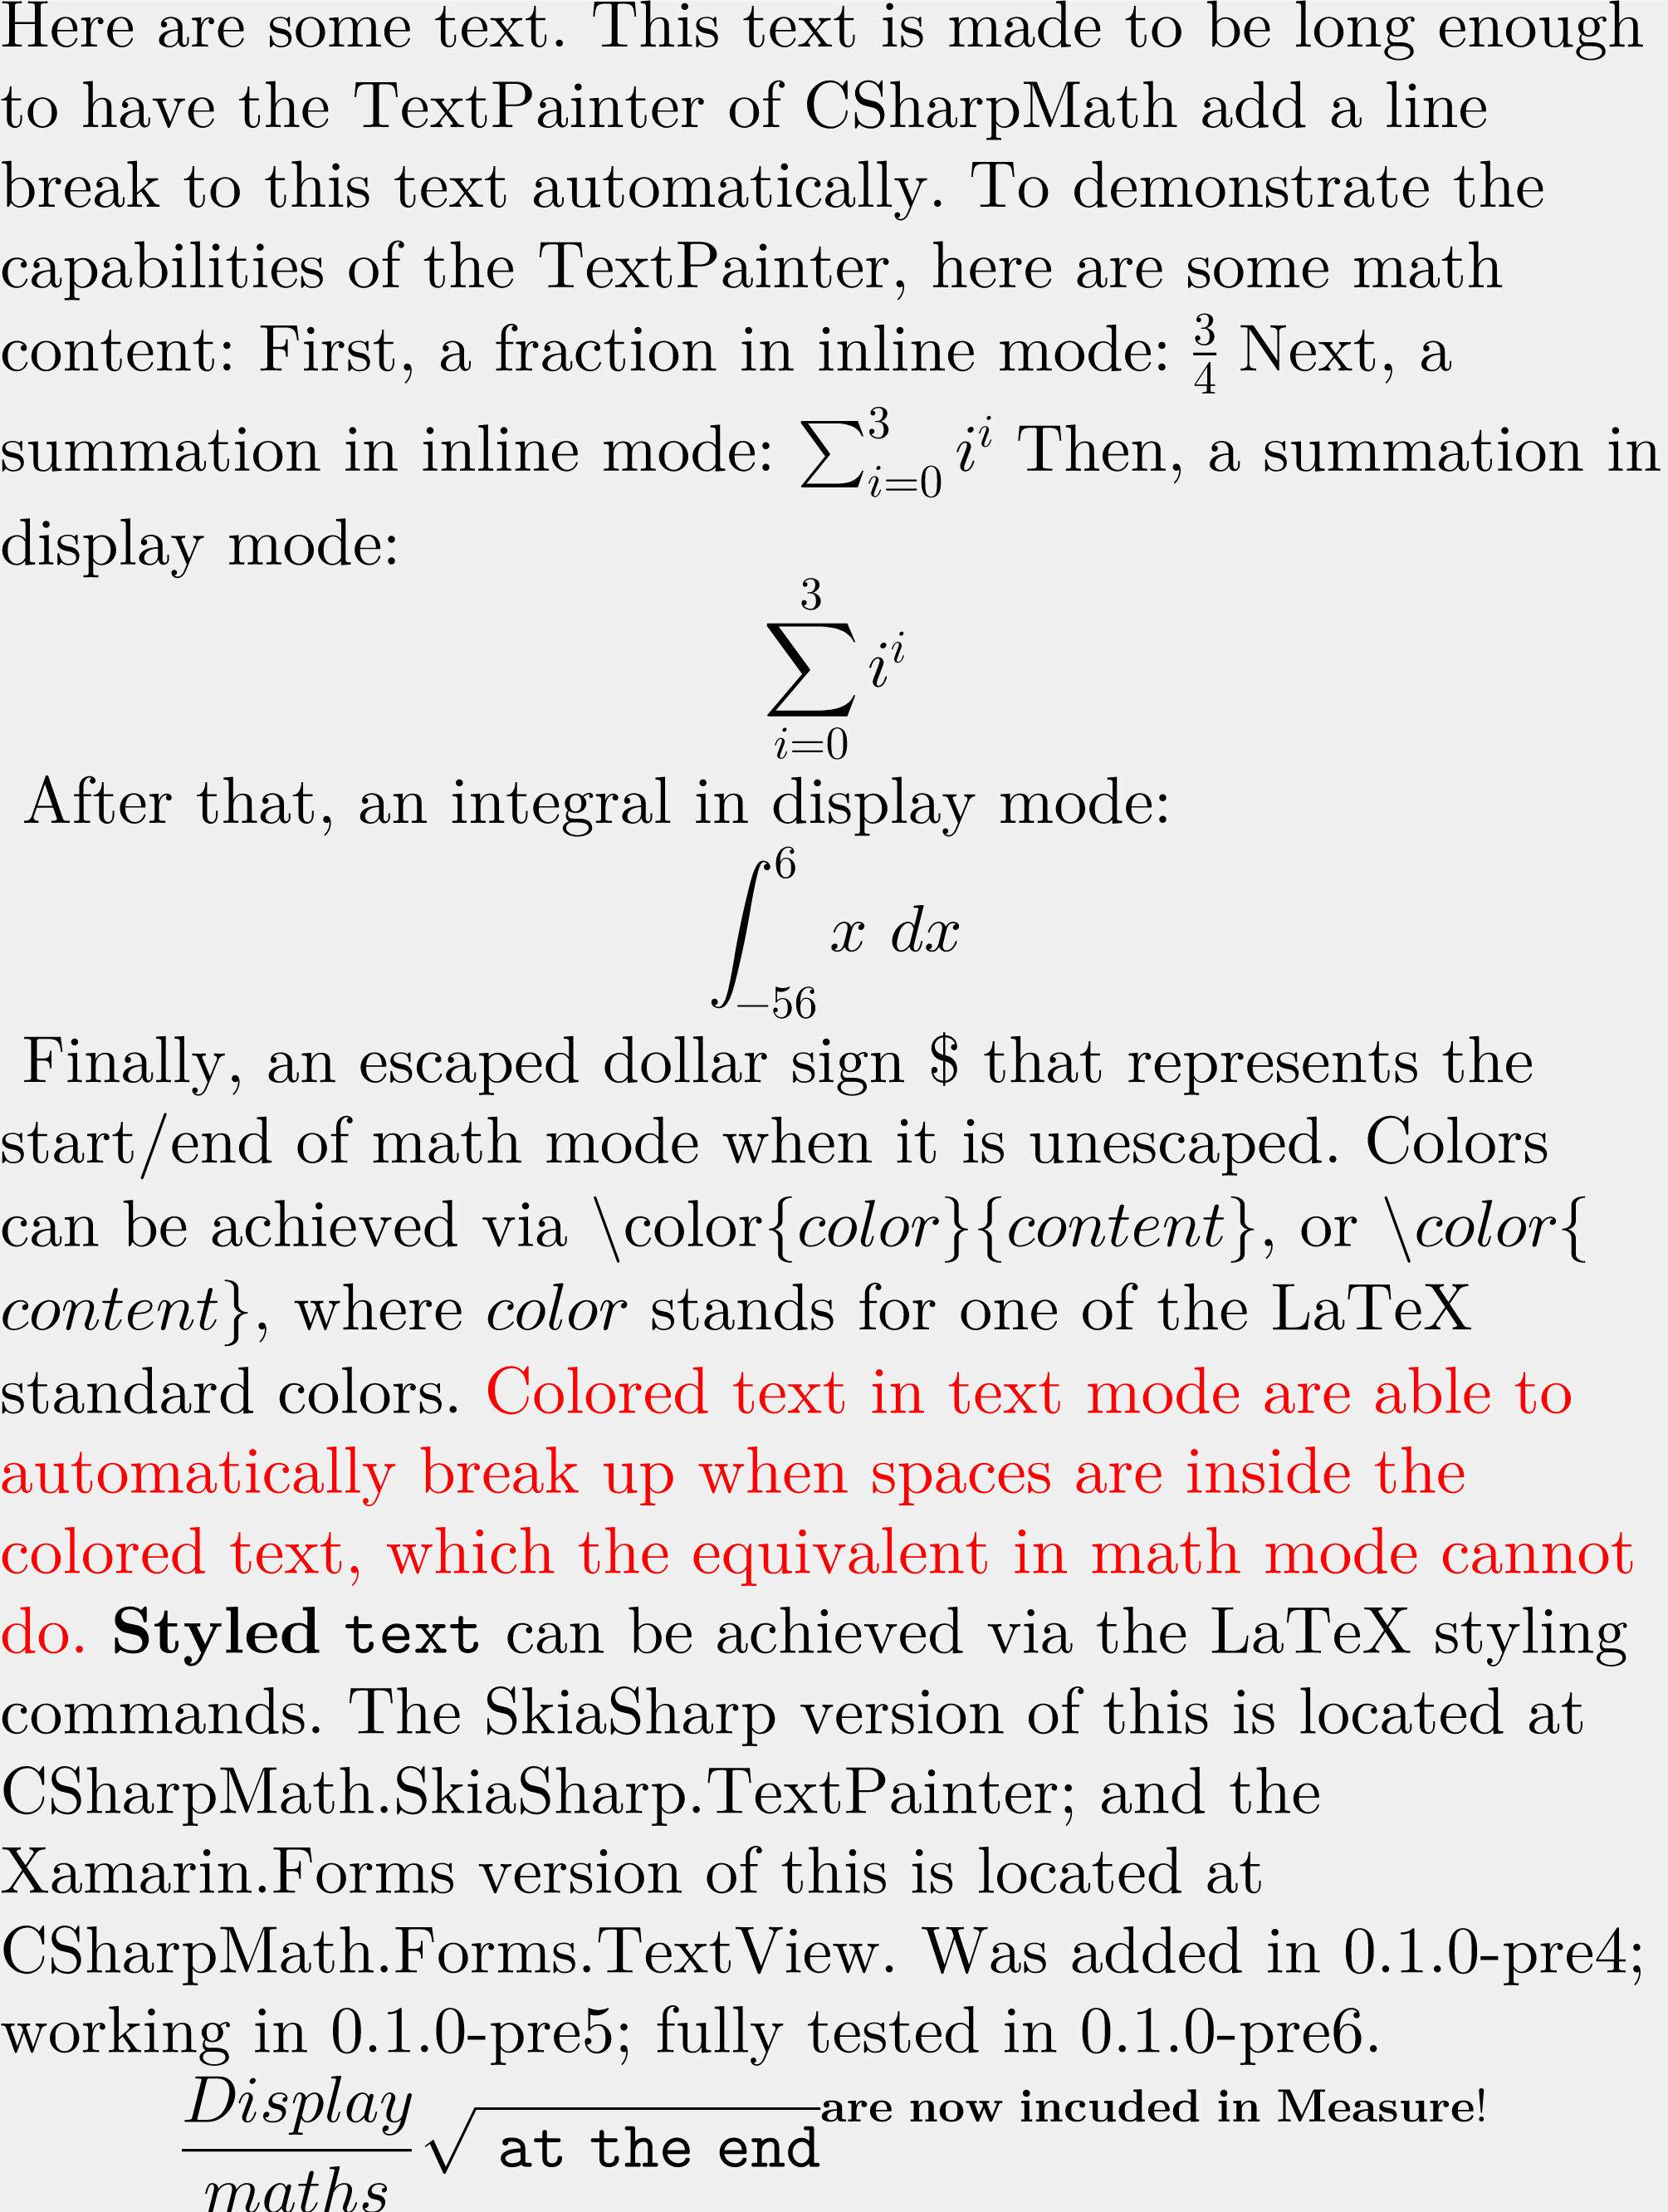 Here are some text. This text is made to be long enough
to have the TextPainter of CSharpMath add a line
break to this text automatically. To demonstrate the
capabilities of the TextPainter, here are some math
content: First, a fraction in inline mode: $\frac{3}{4}$ Next, a
summation in inline mode: $\sum_{i=0}^{3} i^i$ Then, a summation in
display mode:
$$\sum_{i=0}^{3} i^i$$
After that, an integral in display mode:
$$\int_{-56}^{6} x \ dx$$
Finally, an escaped dollar sign $ that represents the
start/end of math mode when it is unescaped. Colors
can be achieved via \color{color}{content}, or \color{
content}, where color stands for one of the LaTeX
standard colors. Colored text in text mode are able to
automatically break up when spaces are inside the
colored text, which the equivalent in math mode cannot
do. Styled text can be achieved via the LaTeX styling
commands. The SkiaSharp version of this is located at
CSharpMath.SkiaSharp.TextPainter; and the
Xamarin.Forms version of this is located at
CSharpMath.Forms.TextView. Was added in 0.1.0-pre4;
working in 0.1.0-pre5; fully tested in 0.1.0-pre6.
$$\frac{Display}{maths} \sqrt{\texttt{at the end}}^{\textbf{are now incuded in Measure!}}$$